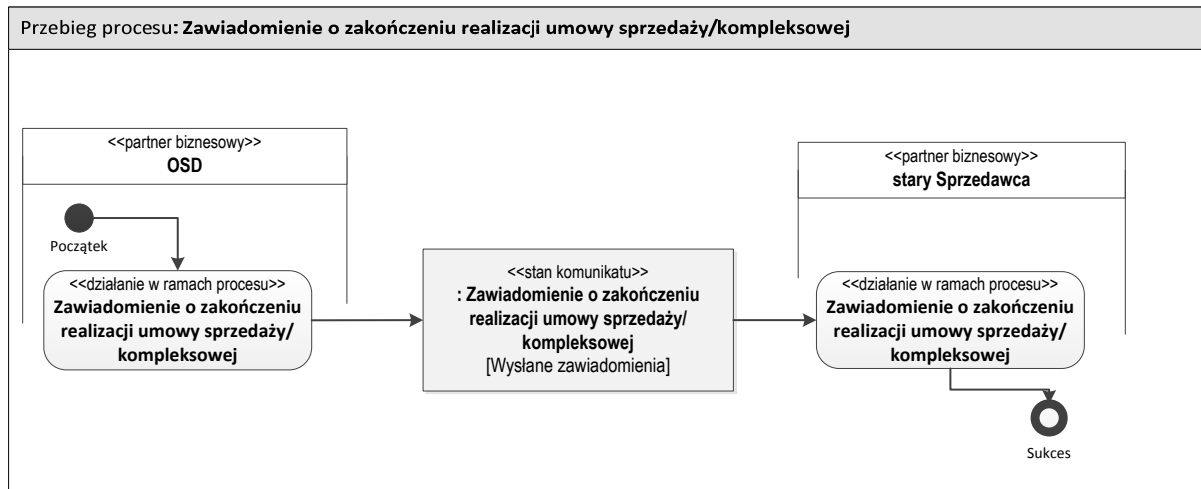 Przebieg procesu: Zawiadomienie o zakończeniu realizacji umowy sprzedaży/kompleksowej
<<partner biznesowy>>
OSD
Początek
<<działanie w ramach procesu>>
Zawiadomienie o zakończeniu
realizacji umowy sprzedaży/
kompleksowej
<<stan komunikatu>>
: Zawiadomienie o zakończeniu
realizacji umowy sprzedaży/
kompleksowej
[Wysłane zawiadomienia]
<<partner biznesowy>>
stary Sprzedawca
<<działanie w ramach procesu>>
Zawiadomienie o zakończeniu
realizacji umowy sprzedaży/
kompleksowej
Sukces